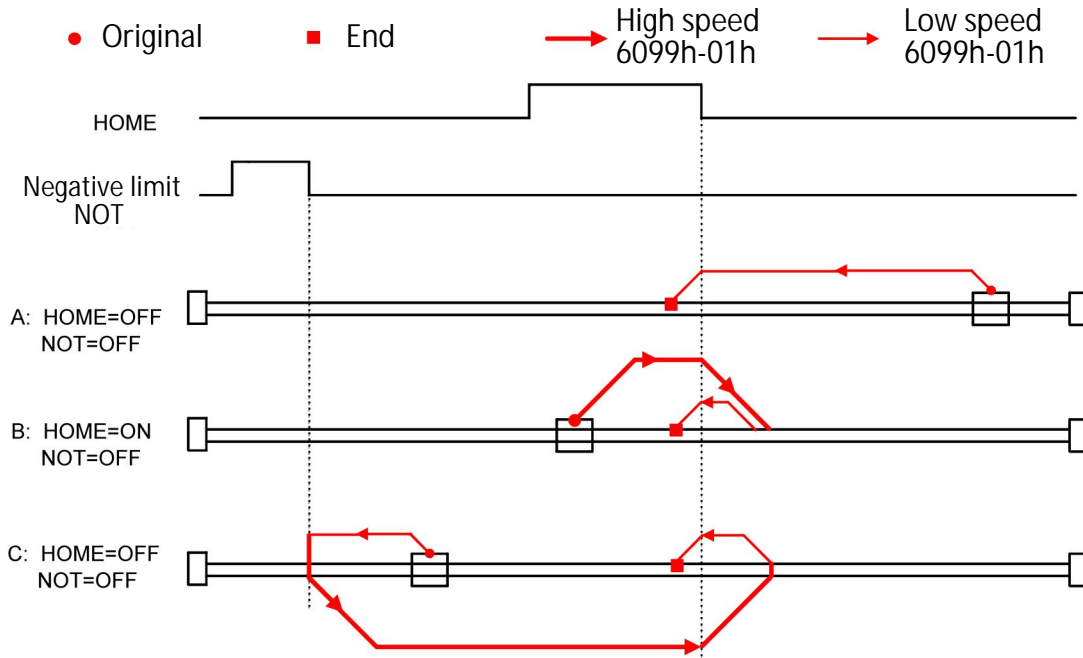 Original
End
High speed
6099h-01h
Low speed
6099h-01h
HOME
Negative limit
NOT
A: HOME=OFF
NOT=OFF
B: HOME=ON
NOT=OFF
C: HOME=OFF
NOT=OFF